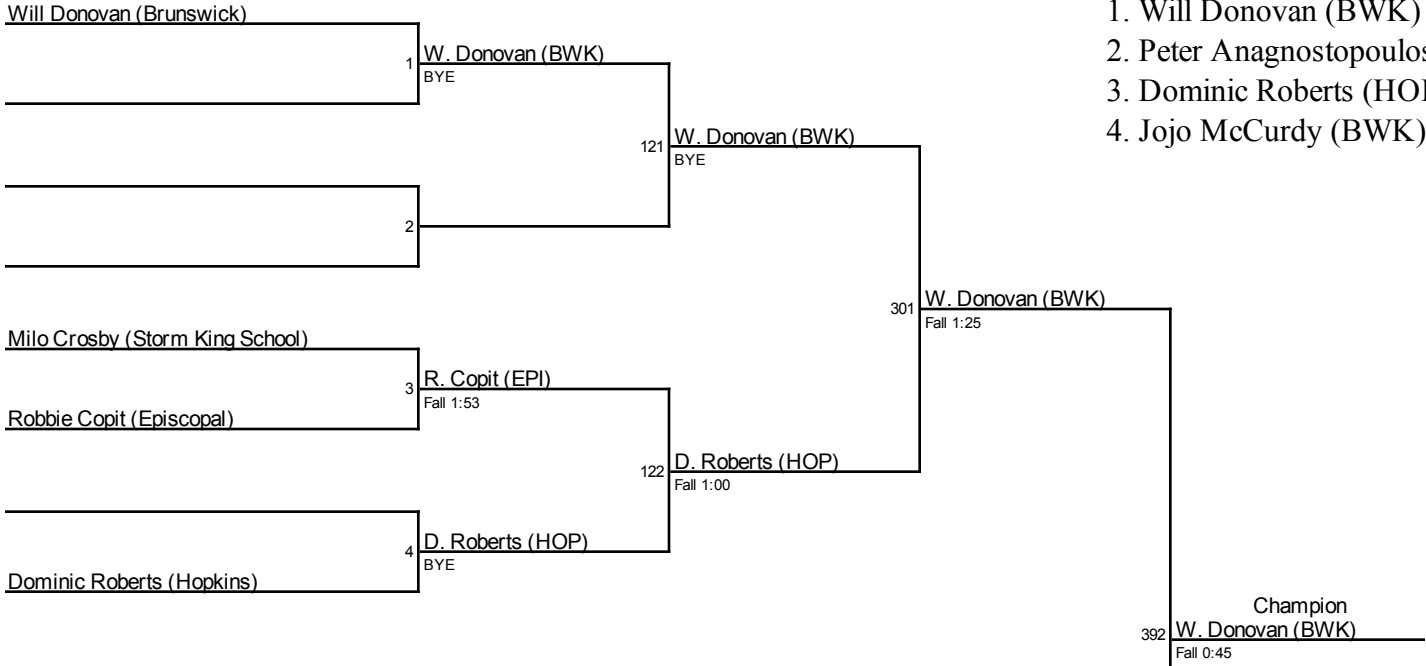 Will Donovan (Brunswick)
1. Will Donovan (BWK)
1 W. Donovan (BWK)
BYE
2. Peter Anagnostopoulos
3. Dominic Roberts (HOP
4. Jojo McCurdy (BWK)
121 W. Donovan (BWK)
BYE
2
301 W. Donovan (BWK)
Fall 1:25
Milo Crosby (Storm King School)
3 R. Copit (EPI)
Fall 1:53
Robbie Copit (Episcopal)
122 D. Roberts (HOP)
Fall 1:00
4 D. Roberts (HOP)
BYE
Dominic Roberts (Hopkins)
Champion
392 W. Donovan (BWK)
Fall 0:45